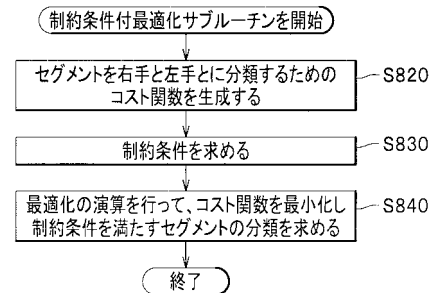 制約条件付最適化サブルーチンを開始
セグメントを右手と左手とに分類するための
コスト関数を生成する
S820
制約条件を求める
S830
最適化の演算を行って、コスト関数を最小化し
制約条件を満たすセグメントの分類を求める
S840
終了